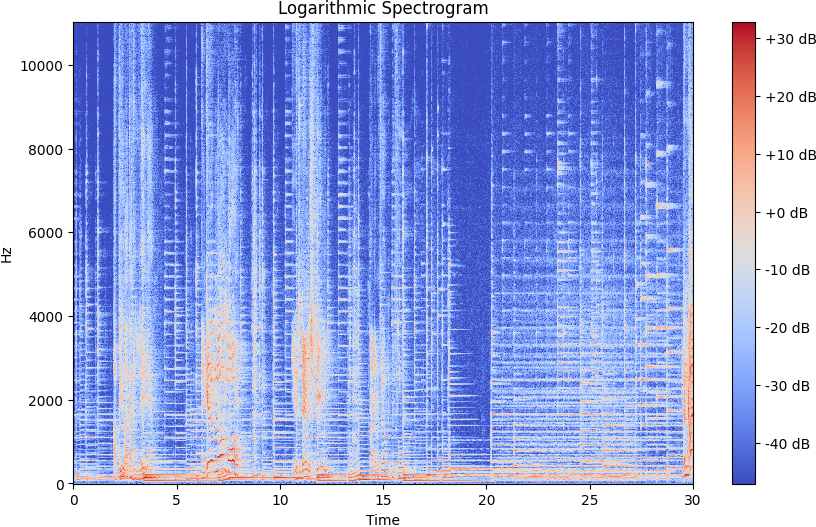 Logarithmic Spectrogram
Hz
10000
8000
6000
4000
2000
0
0 5 10 15 20 25 30
Time
+30 dB
+20 dB
+10 dB
+0 dB
-10 dB
-20 dB
-30 dB
-40 dB